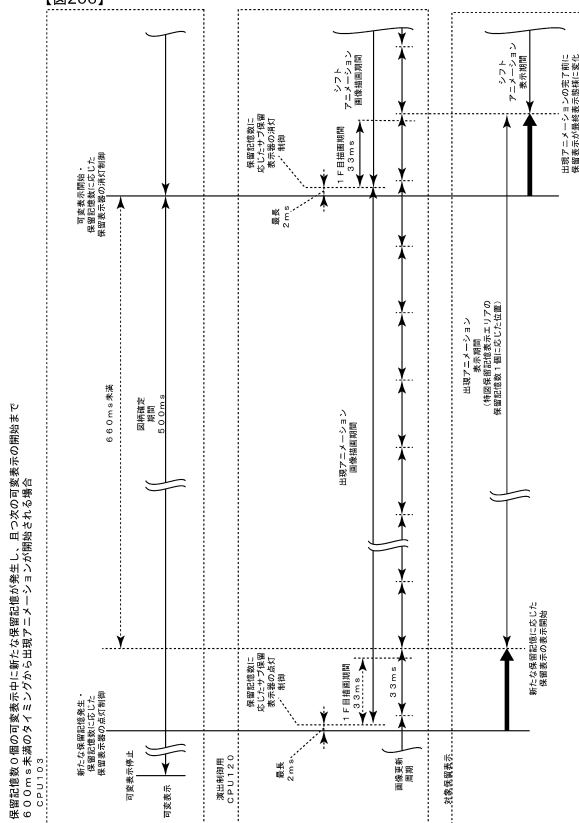 【図206】
保留記憶数0個の可変表示中に新たな保留記憶が発生し、且つ次の可変表示の開始まで
600ms未満のタイミングから出現アニメーションが開始される場合
CPU103
新たな保留記憶発生・
保留記憶数に応じた
保留表示器の点灯制御
可変表示開始・
保留記憶数に応じた
保留表示器の消灯制御
660ms未満
可変表示停止
図柄確定
期間
500ms
可変表示
演出制御用
CPU120
保留記憶数に
応じたサブ保留
表示器の点灯
制御
保留記憶数に
応じたサブ保留
表示器の消灯
制御
最長
2ms
最長
2ms
1F目描画期間
33ms
1F目描画期間
33ms
出現アニメーション
画像描画期間
シフト
アニメーション
画像描画期間
33ms
画像更新
周期
対象保留表示
出現アニメーション
表示期間
(特図保留記憶表示エリアの
保留記憶数1個に応じた位置)
シフト
アニメーション
表示期間
新たな保留記憶に応じた
保留表示の表示開始
出現アニメーションの完了前に
保留表示が最終表示態様に変化